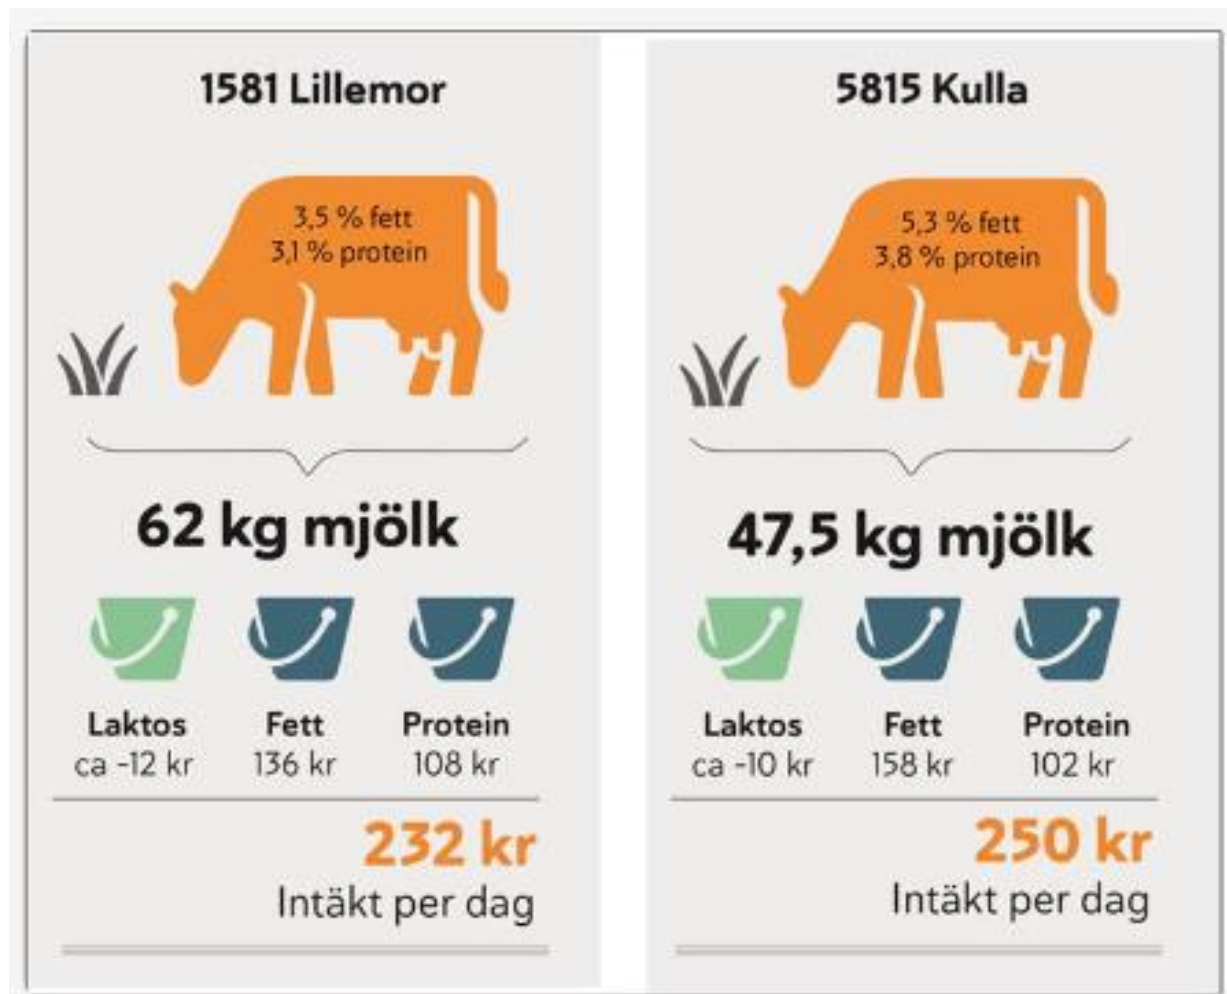 1581 Lillemor
3,5 % fett
3,1 % protein
62 kg mjölk
Laktos Fett Protein
ca -12 kr 136 kr 108 kr
232 kr
Intäkt per dag
5815 Kulla
5,3 % fett
3,8 % protein
47,5 kg mjölk
Laktos Fett Protein
ca -10 kr 158 kr 102 kr
250 kr
Intäkt per dag